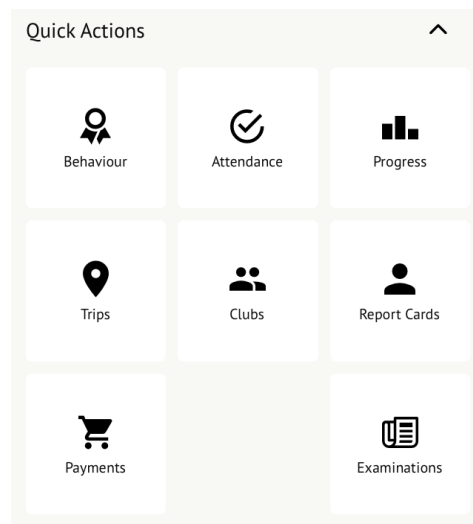 Quick Actions
Behaviour
Attendance
Progress
Trips
Clubs
Report Cards
Payments
Examinations